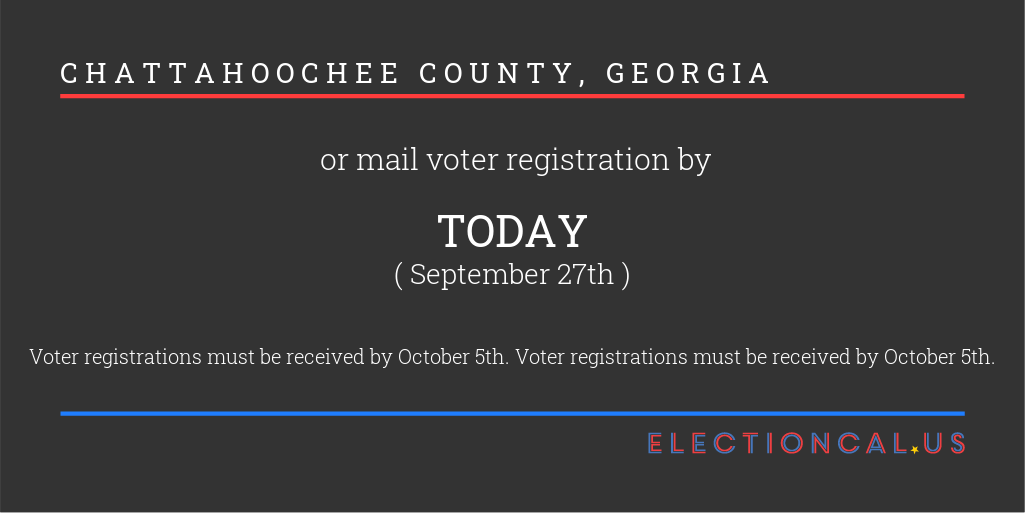 CHATTAHOOCHEE COUNTY, GEORGIA
or mail voter registration by
TODAY
( September 27th )
Voter registrations must be received by October 5th. Voter registrations must be received by October 5th.
ELECTIONCAL.US